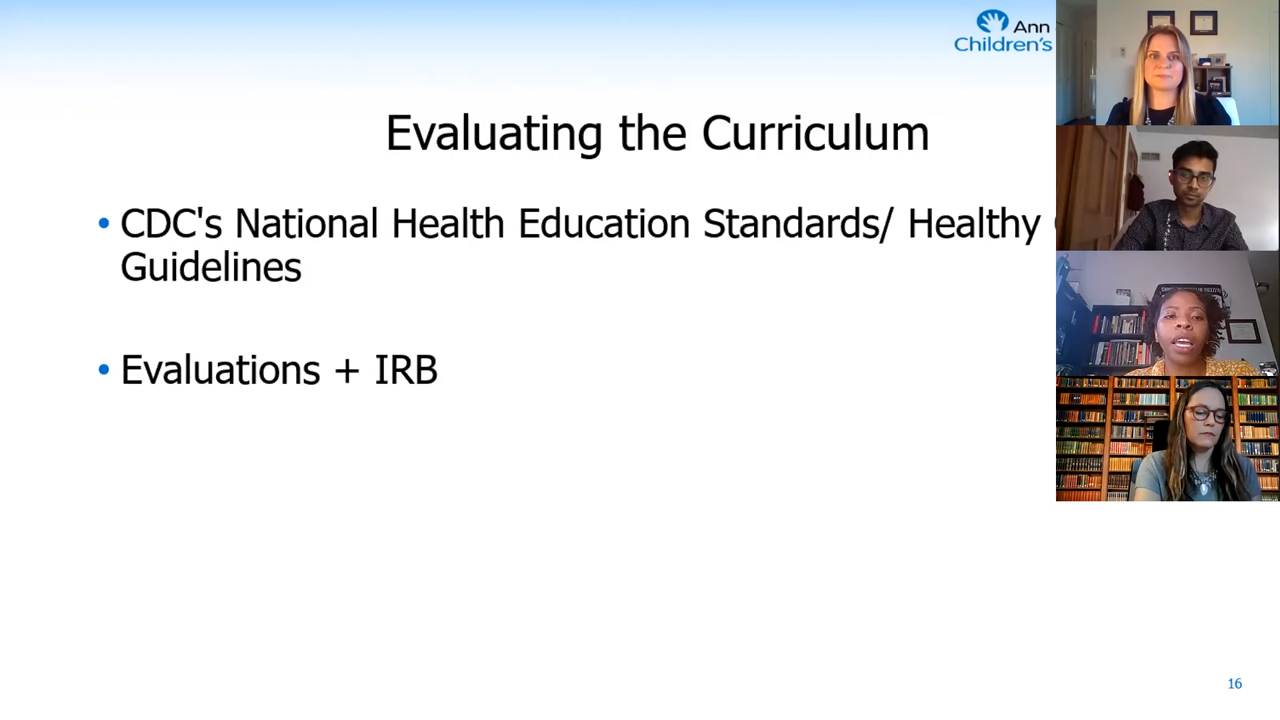 Ann
Children's
Evaluating the Curriculum
• CDC's National Health Education Standards/ Healthy
Guidelines
• Evaluations + IRB
16